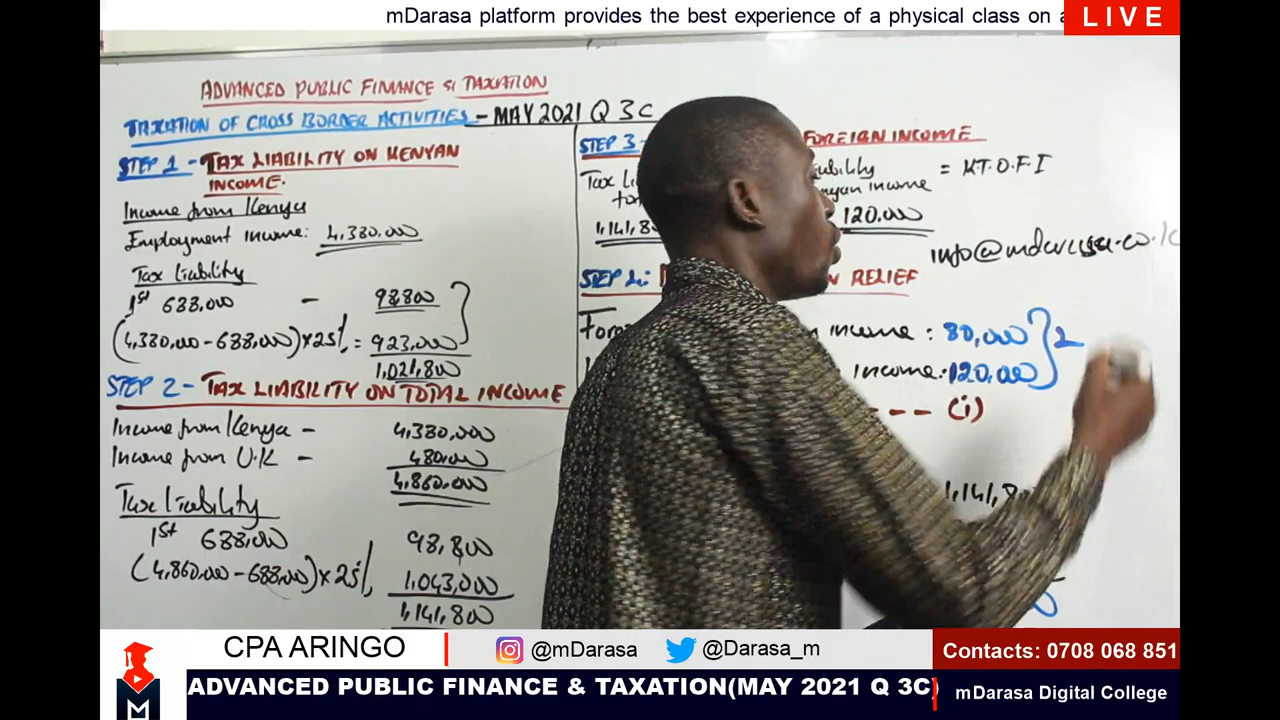 mDarasa platform provides the best experience of a physical class on a
LIVE
ADVANCED PUBLIC FINANCE & TAXATION
TAXATION OF CROSS BORDER ACTIVITIES - MAY 2021 Q 3C
STEP 1 - TAX LIABILITY ON KENYAN
INCOME.
Income from Kenya
Employment income: 4,380,000
Tax liability
1st 688,000 - 98,800
(4,380,000 - 688,000) × 25% = 923,000
1,021,800
STEP 2 - TAX LIABILITY ON TOTAL INCOME
Income from Kenya - 4,380,000
Income from U.K - 480,000
4,860,000
Tax liability
1st 688,000 98,800
(4,860,000 - 688,000) × 25% 1,043,000
1,141,800
STEP 3 - FOREIGN INCOME
Tax = K.T.O.F.I
income
1,141,8 120,000
info@mdarasa.co.k
STEP 4: RELIEF
income : 80,000
income: 120,000
--- (i)
1,141,80
CPA ARINGO
@mDarasa
@Darasa_m
Contacts: 0708 068 851
ADVANCED PUBLIC FINANCE & TAXATION(MAY 2021 Q 3C)
mDarasa Digital College